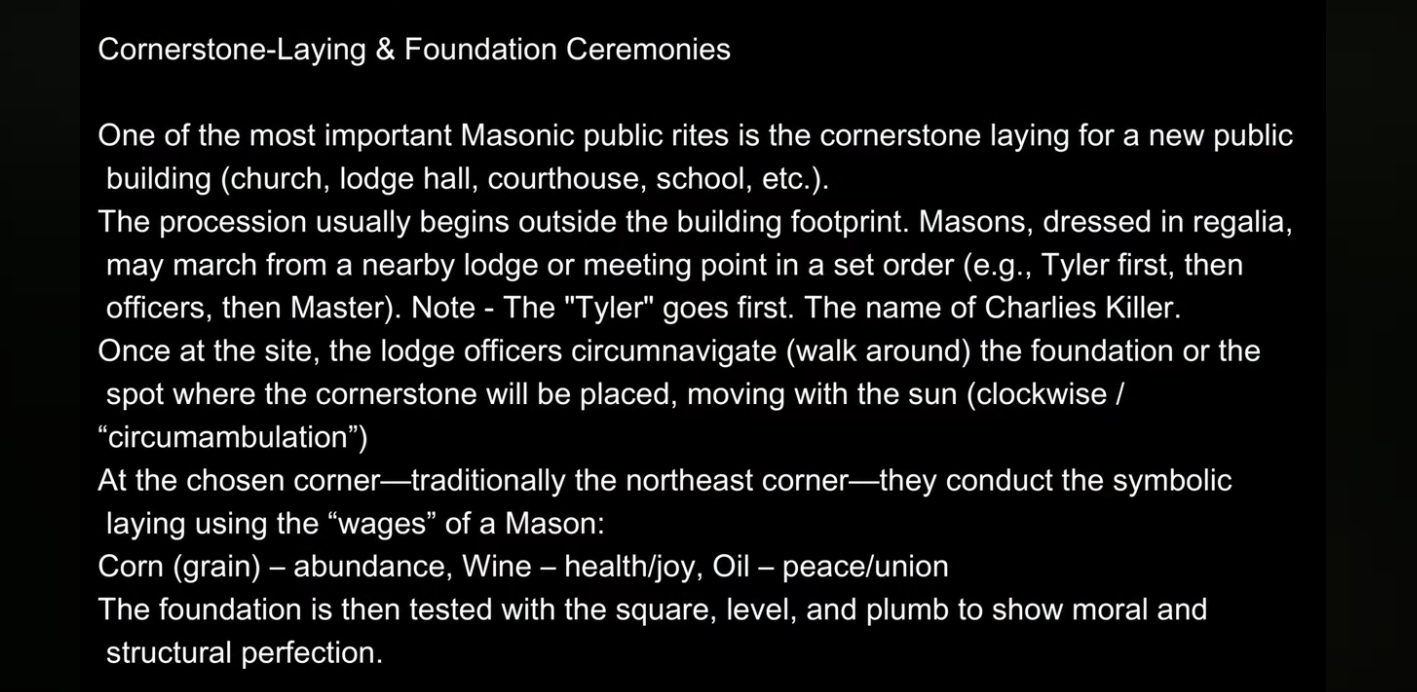 Cornerstone-Laying & Foundation Ceremonies
One of the most important Masonic public rites is the cornerstone laying for a new public
building (church, lodge hall, courthouse, school, etc.).
The procession usually begins outside the building footprint. Masons, dressed in regalia,
may march from a nearby lodge or meeting point in a set order (e.g., Tyler first, then
officers, then Master). Note - The "Tyler" goes first. The name of Charlies Killer.
Once at the site, the lodge officers circumnavigate (walk around) the foundation or the
spot where the cornerstone will be placed, moving with the sun (clockwise /
“circumambulation”)
At the chosen corner—traditionally the northeast corner—they conduct the symbolic
laying using the “wages” of a Mason:
Corn (grain) – abundance, Wine – health/joy, Oil – peace/union
The foundation is then tested with the square, level, and plumb to show moral and
structural perfection.